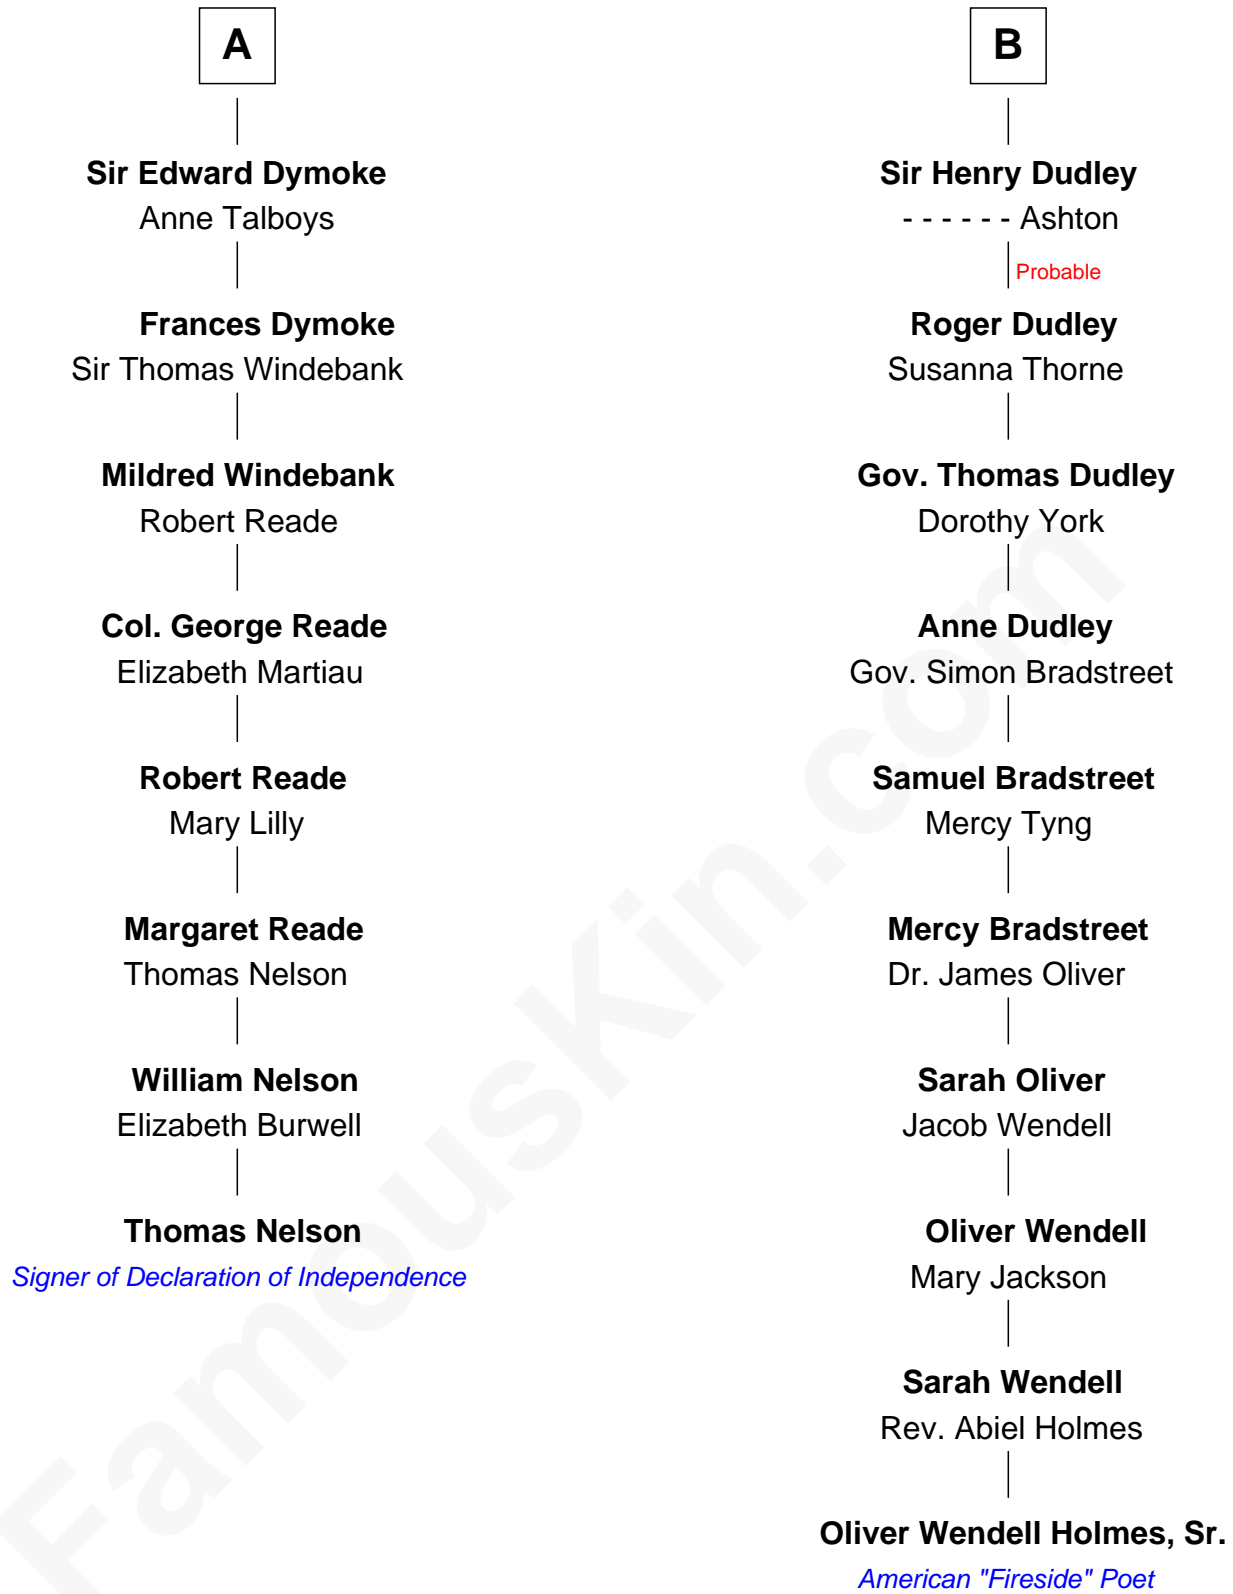 A
Sir Edward Dymoke
Anne Talboys
Frances Dymoke
Sir Thomas Windebank
Mildred Windebank
Robert Reade
Col. George Reade
Elizabeth Martiau
Robert Reade
Mary Lilly
Margaret Reade
Thomas Nelson
William Nelson
Elizabeth Burwell
Thomas Nelson
Signer of Declaration of Independence
B
Sir Henry Dudley
- - - - - - Ashton
Probable
Roger Dudley
Susanna Thorne
Gov. Thomas Dudley
Dorothy York
Anne Dudley
Gov. Simon Bradstreet
Samuel Bradstreet
Mercy Tyng
Mercy Bradstreet
Dr. James Oliver
Sarah Oliver
Jacob Wendell
Oliver Wendell
Mary Jackson
Sarah Wendell
Rev. Abiel Holmes
Oliver Wendell Holmes, Sr.
American "Fireside" Poet
FamousKin.com